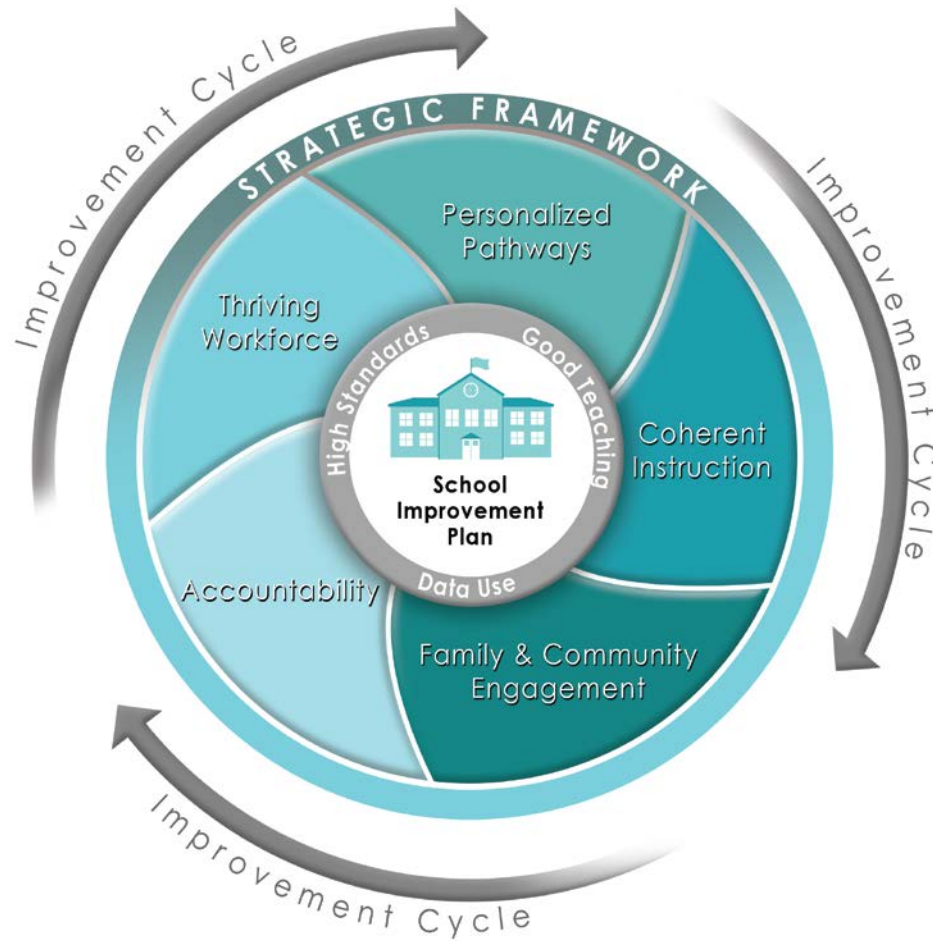 Improvement Cycle
Improvement Cycle
STRATEGIC FRAMEWORK
Personalized
Pathways
Thriving
Workforce
High Standards
Good Teaching
Coherent
Instruction
School
Improvement
Plan
Data Use
Accountability
Family & Community
Engagement
Improvement Cycle